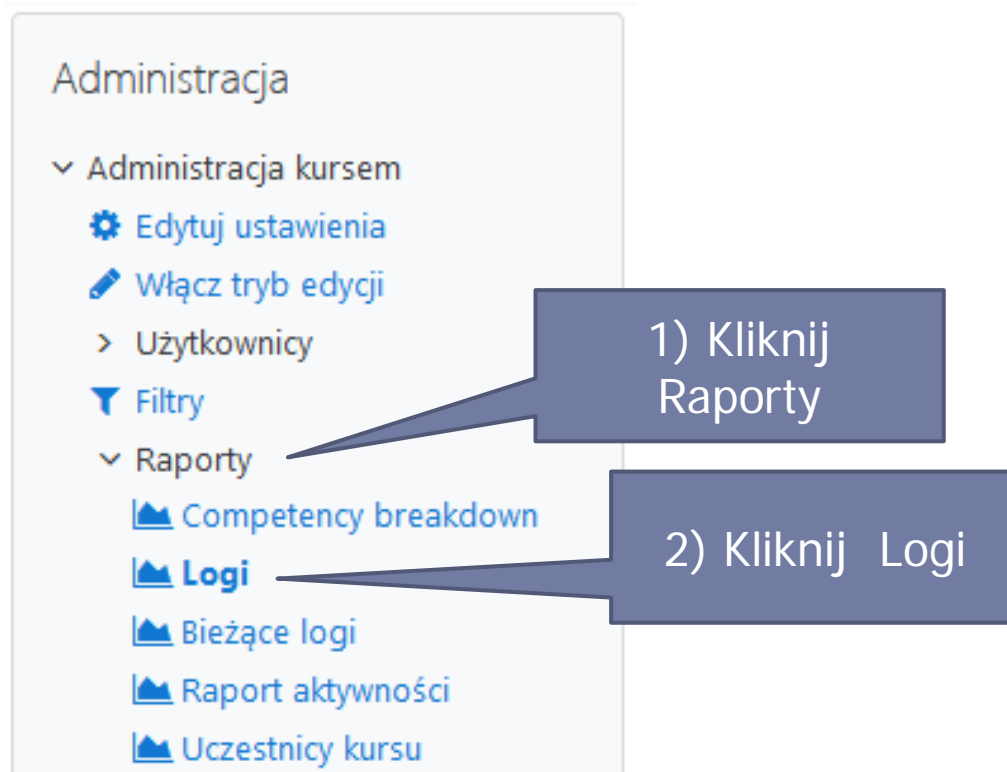 Administracja
Administracja kursem
Edytuj ustawienia
Włącz tryb edycji
Użytkownicy
Filtry
Raporty
Competency breakdown
Logi
Bieżące logi
Raport aktywności
Uczestnicy kursu
1) Kliknij
Raporty
2) Kliknij Logi